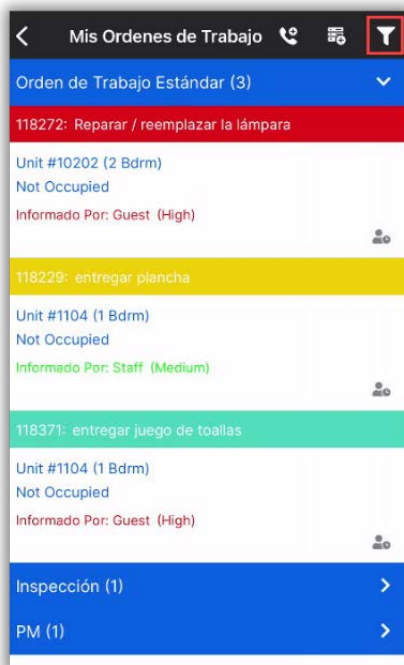 Mis Ordenes de Trabajo
Orden de Trabajo Estándar (3)
118272: Reparar / reemplazar la lámpara
Unit #10202 (2 Bdrm)
Not Occupied
Informado Por: Guest (High)
118229: entregar plancha
Unit #1104 (1 Bdrm)
Not Occupied
Informado Por: Staff (Medium)
118371: entregar juego de toallas
Unit #1104 (1 Bdrm)
Not Occupied
Informado Por: Guest (High)
Inspección (1)
PM (1)